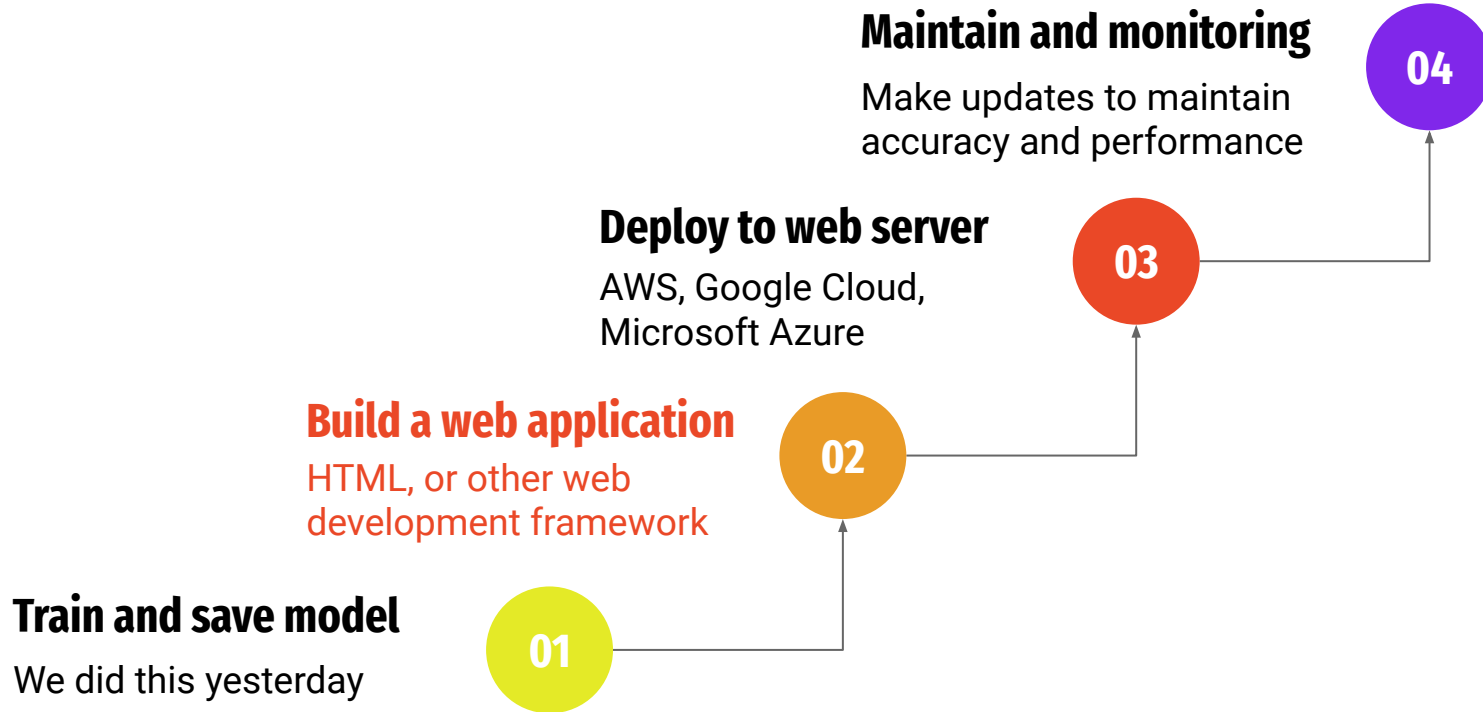 Maintain and monitoring
04
Make updates to maintain
accuracy and performance
Deploy to web server
03
AWS, Google Cloud,
Microsoft Azure
Build a web application
02
HTML, or other web
development framework
Train and save model
01
We did this yesterday